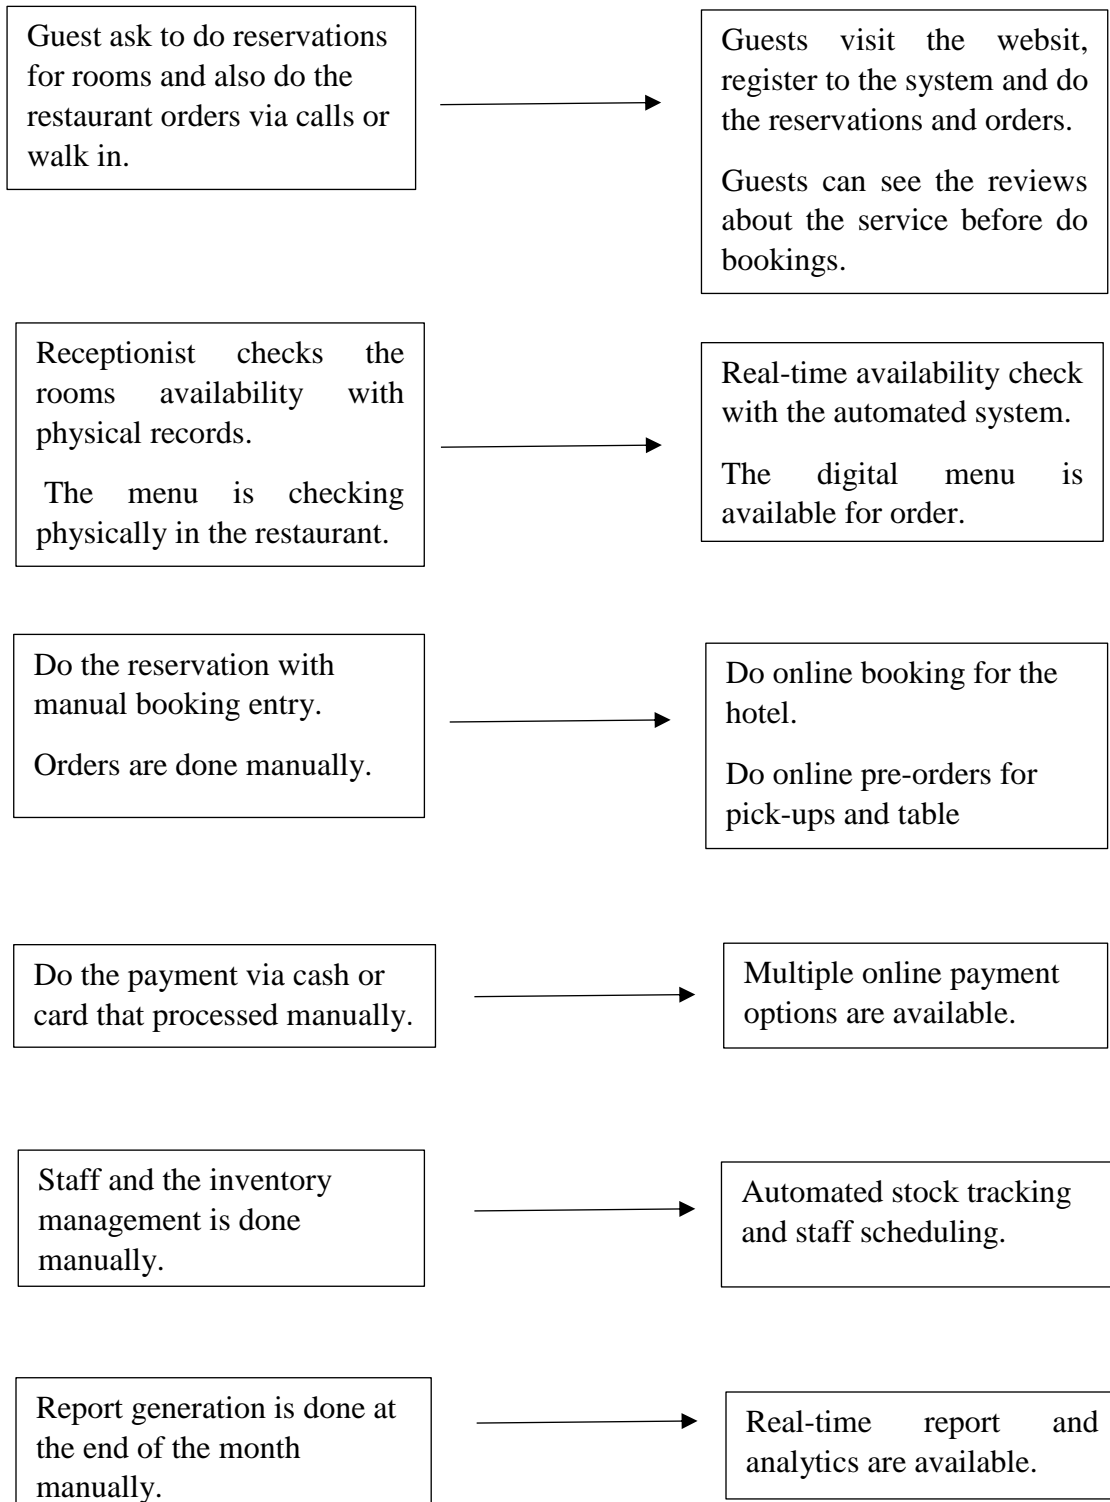 Guest ask to do reservations
for rooms and also do the
restaurant orders via calls or
walk in.
Guests visit the websit,
register to the system and do
the reservations and orders.
Guests can see the reviews
about the service before do
bookings.
Receptionist checks the
rooms availability with
physical records.
The menu is checking
physically in the restaurant.
Real-time availability check
with the automated system.
The digital menu is
available for order.
Do the reservation with
manual booking entry.
Orders are done manually.
Do online booking for the
hotel.
Do online pre-orders for
pick-ups and table
Do the payment via cash or
card that processed manually.
Multiple online payment
options are available.
Staff and the inventory
management is done
manually.
Automated stock tracking
and staff scheduling.
Report generation is done at
the end of the month
manually.
Real-time report and
analytics are available.